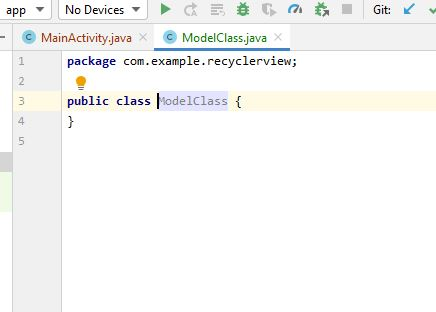 app No Devices Git:
MainActivity.java ModelClass.java
1 package com.example.recyclerview;
2
3 public class ModelClass {
4 }
5